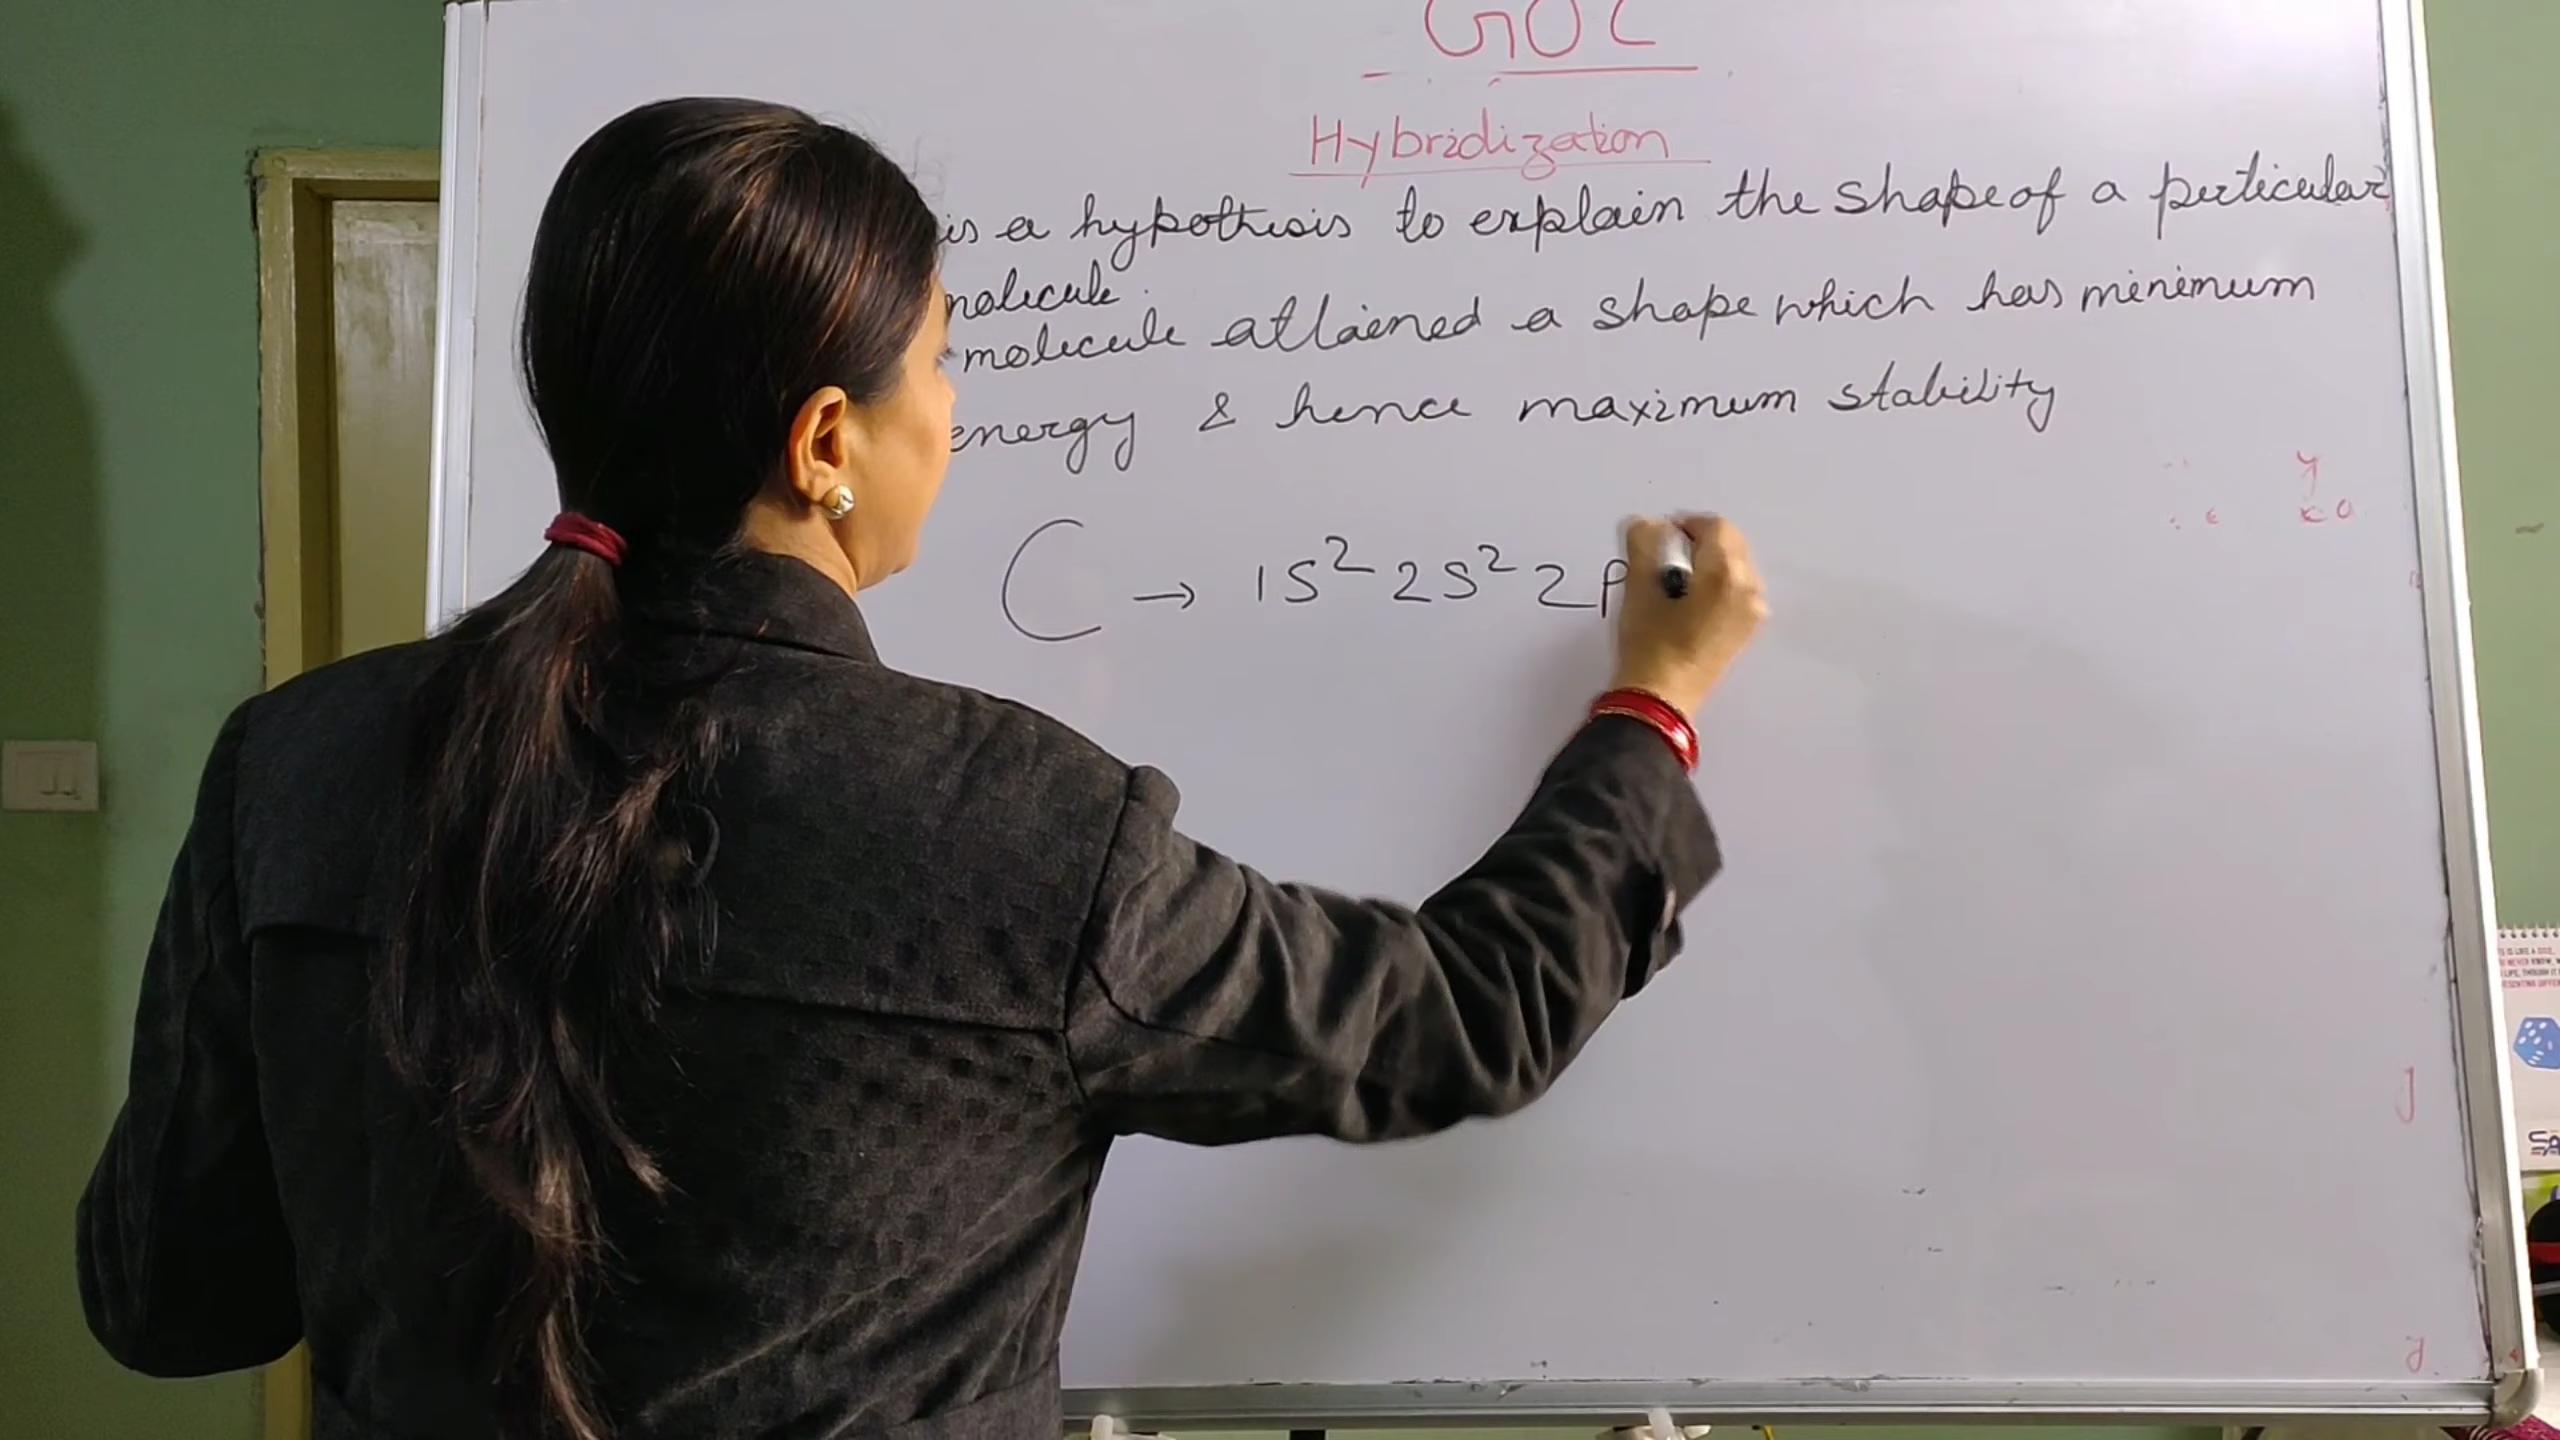 GOC
Hybridization
is a hypothesis to explain the shape of a perticular
molecule.
molecule attained a shape which has minimum
energy & hence maximum stability
C → 1S² 2S² 2P